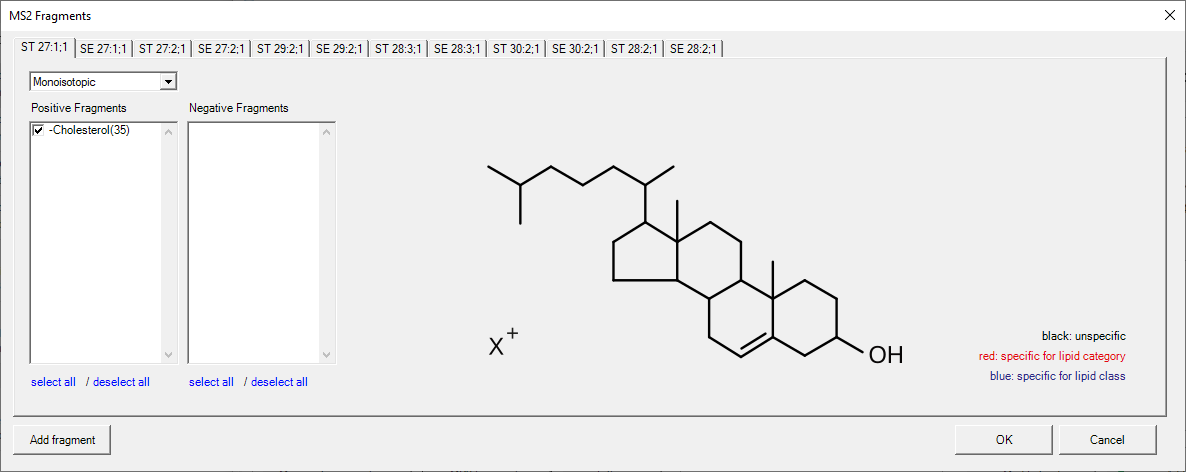 MS2 Fragments
ST 27:1;1 SE 27:1;1 ST 27:2;1 SE 27:2;1 ST 29:2;1 SE 29:2;1 ST 28:3;1 SE 28:3;1 ST 30:2;1 SE 30:2;1 ST 28:2;1 SE 28:2;1
Monoisotopic
Positive Fragments Negative Fragments
-Cholesterol(35)
X+
OH
black: unspecific
red: specific for lipid category
blue: specific for lipid class
select all / deselect all select all / deselect all
Add fragment OK Cancel